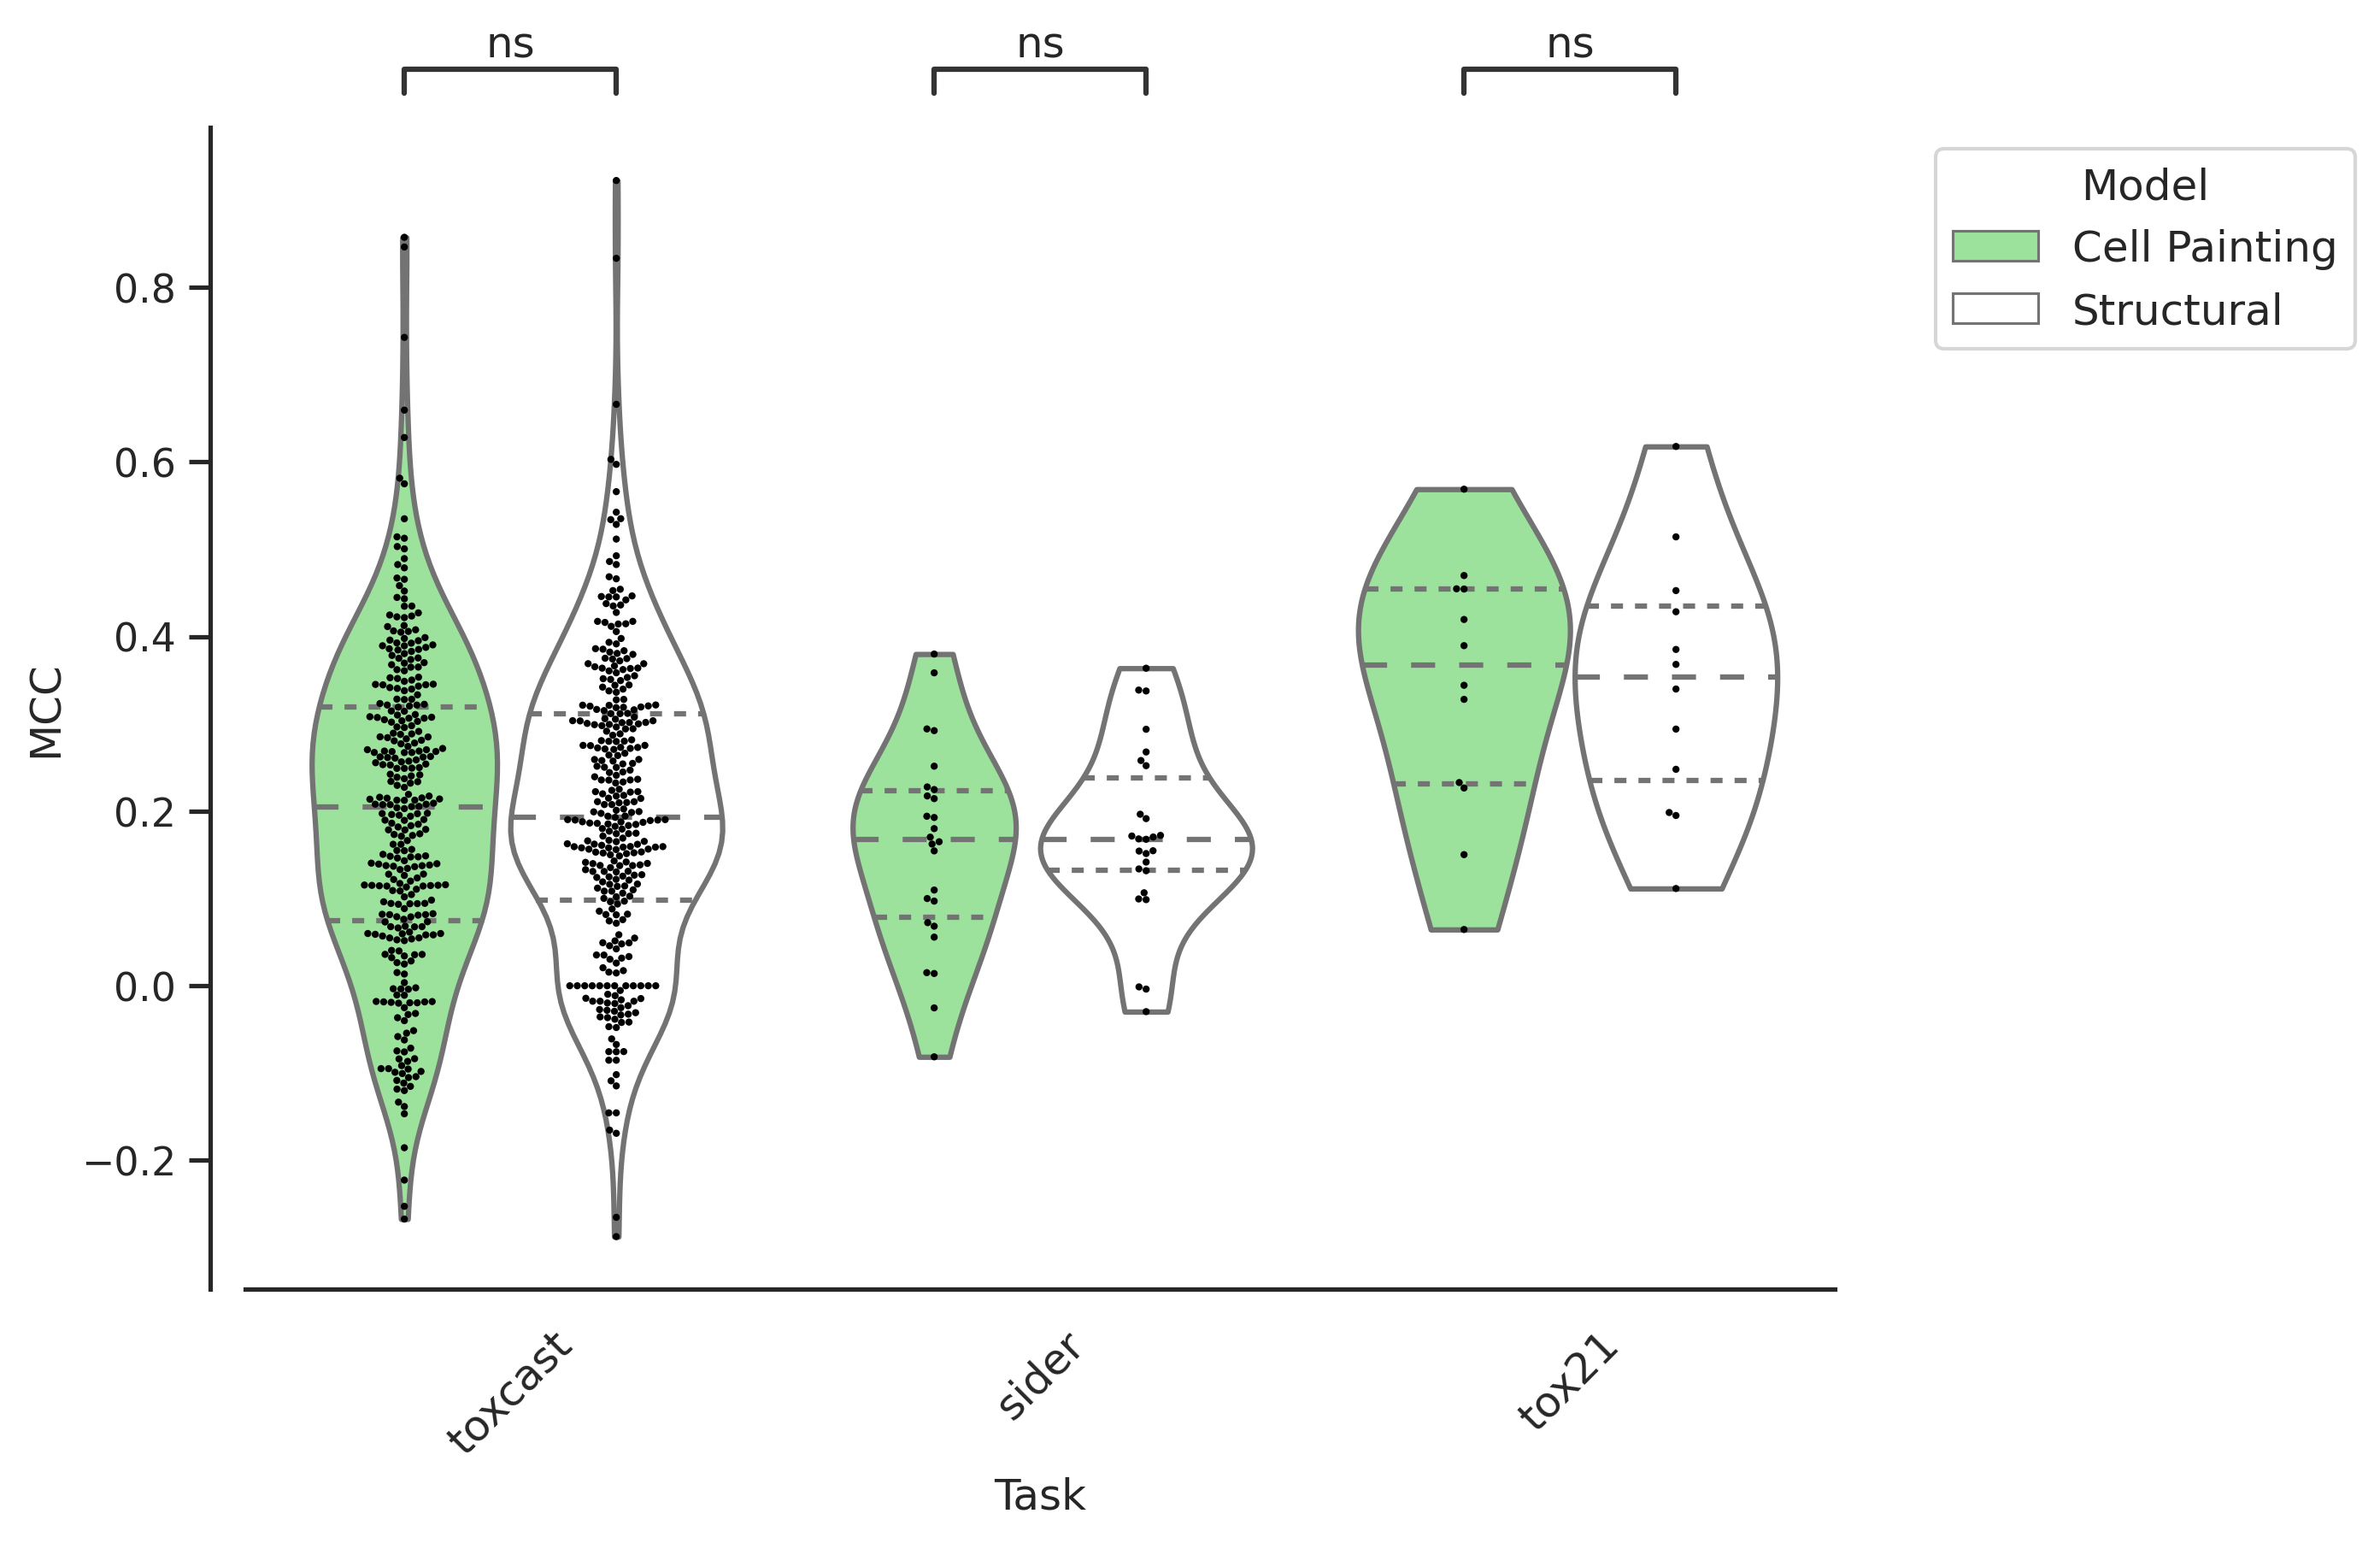 ns ns ns
Model
Cell Painting
Structural
0.8
0.6
0.4
0.2
0.0
−0.2
MCC
toxcast sider tox21
Task